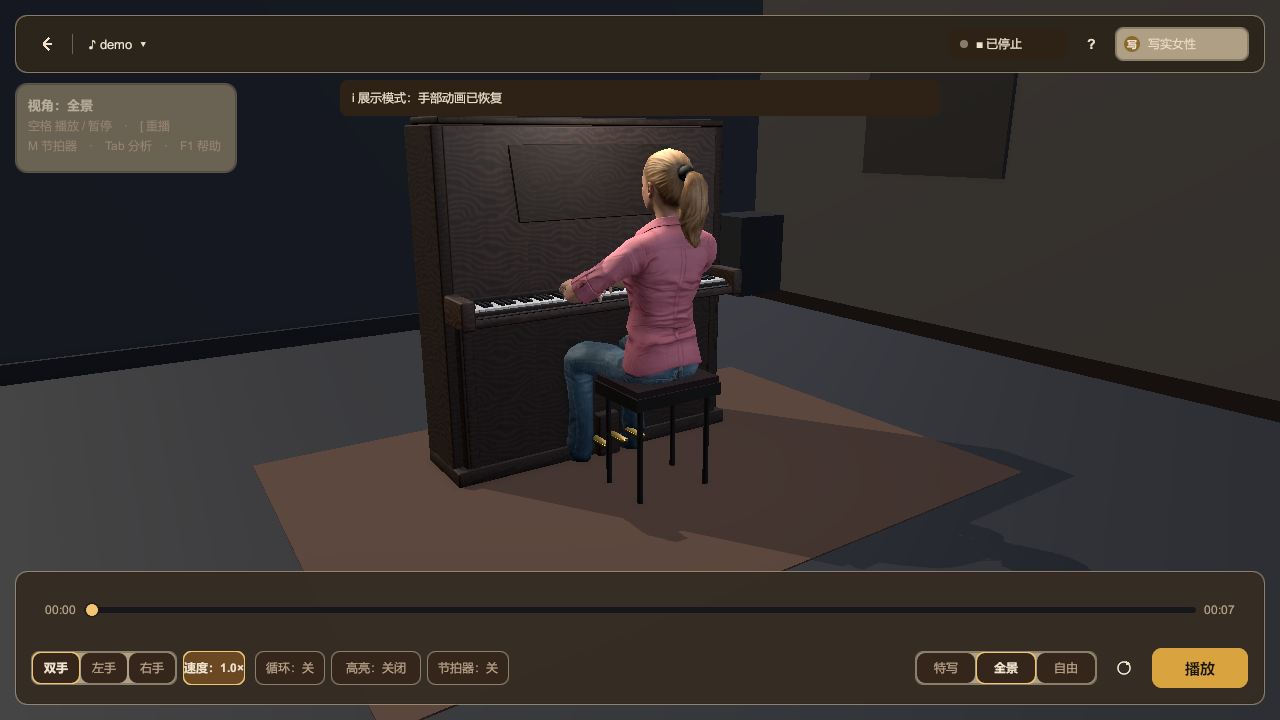 ♪ demo ▼
■ 已停止
?
写 写实女性
视角：全景
空格 播放 / 暂停 · [ 重播
M 节拍器 · Tab 分析 · F1 帮助
i 展示模式：手部动画已恢复
00:00
00:07
双手 左手 右手 速度：1.0× 循环：关 高亮：关闭 节拍器：关 特写 全景 自由 播放